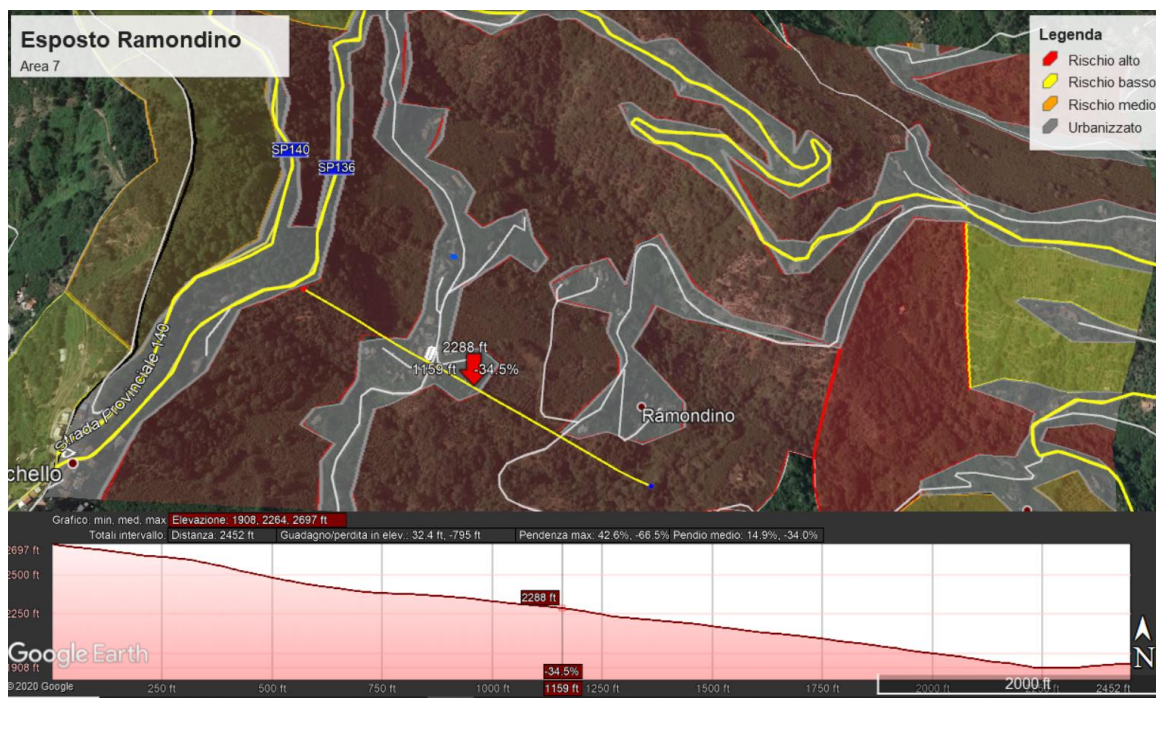 Esposto Ramondino
Area 7
Legenda
Rischio alto
Rischio basso
Rischio medio
Urbanizzato
SP140
SP136
2288 ft
1159 ft
-34.5%
Strada Provinciale 140
Ramondino
chello
Grafico: min. med. max. Elevazione: 1908, 2264, 2697 ft
Totali intervallo: Distanza: 2452 ft Guadagno/perdita in elev.: 32.4 ft, -795 ft Pendenza max: 42.6%, -66.5% Pendio medio: 14.9%, -34.0%
2697 ft
2500 ft
2288 ft
2250 ft
Google Earth
N
1908 ft
-34.5%
© 2020 Google
250 ft 500 ft 750 ft 1000 ft 1159 ft 1250 ft 1500 ft 1750 ft 2000 ft 2452 ft
2000 ft